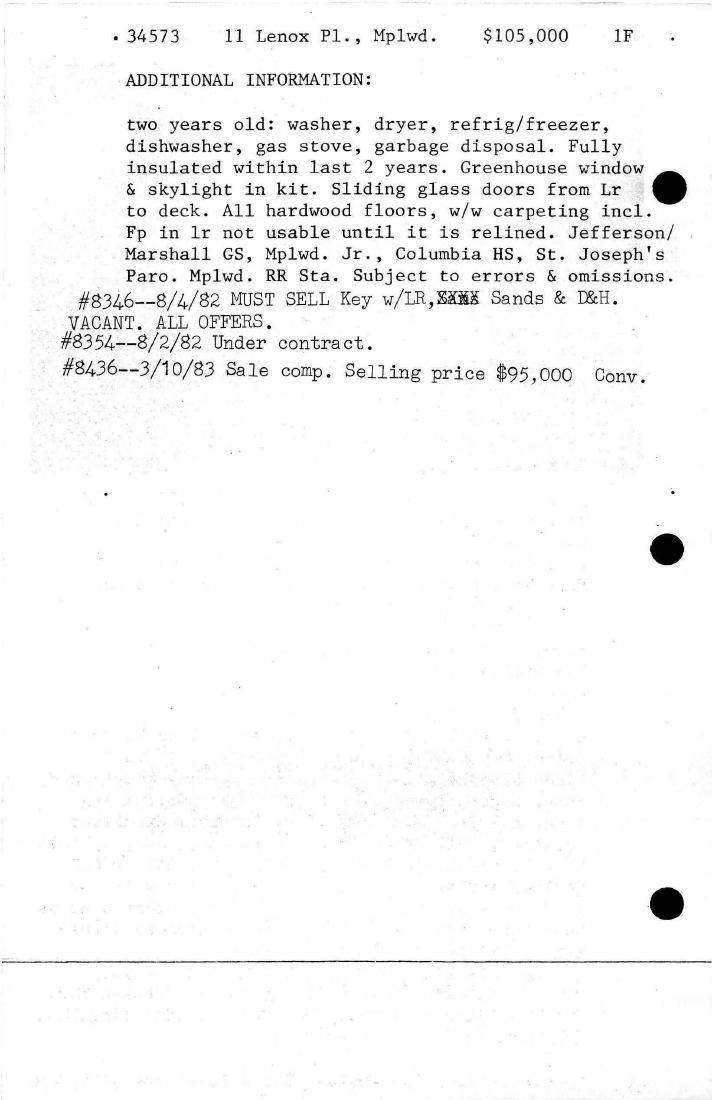 34573 11 Lenox Pl., Mplwd. $105,000 1F
ADDITIONAL INFORMATION:
two years old: washer, dryer, refrig/freezer,
dishwasher, gas stove, garbage disposal. Fully
insulated within last 2 years. Greenhouse window
& skylight in kit. Sliding glass doors from Lr
to deck. All hardwood floors, w/w carpeting incl.
Fp in lr not usable until it is relined. Jefferson/
Marshall GS, Mplwd. Jr., Columbia HS, St. Joseph's
Paro. Mplwd. RR Sta. Subject to errors & omissions.
#8346--8/4/82 MUST SELL Key w/LR, Sands & D&H.
VACANT. ALL OFFERS.
#8354--8/2/82 Under contract.
#8436--3/10/83 Sale comp. Selling price $95,000 Conv.